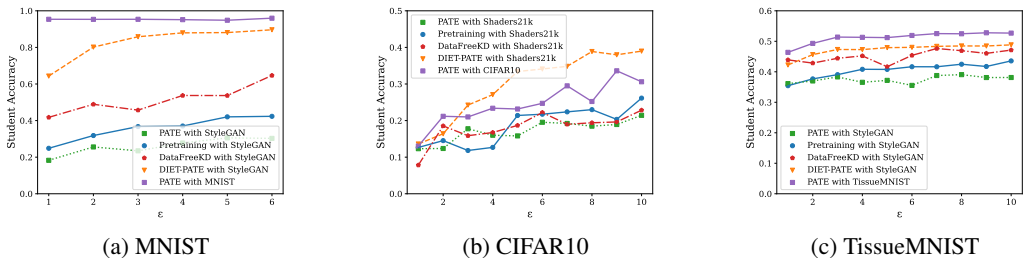 1.0
0.8
0.6
0.4
0.2
0.0
Student Accuracy
1 2 3 4 5 6
ε
PATE with StyleGAN
Pretraining with StyleGAN
DataFreeKD with StyleGAN
DIET-PATE with StyleGAN
PATE with MNIST
(a) MNIST
0.5
0.4
0.3
0.2
0.1
0.0
Student Accuracy
2 4 6 8 10
ε
PATE with Shaders21k
Pretraining with Shaders21k
DataFreeKD with Shaders21k
DIET-PATE with Shaders21k
PATE with CIFAR10
(b) CIFAR10
0.6
0.5
0.4
0.3
0.2
0.1
0.0
Student Accuracy
2 4 6 8 10
ε
PATE with StyleGAN
Pretraining with StyleGAN
DataFreeKD with StyleGAN
DIET-PATE with StyleGAN
PATE with TissueMNIST
(c) TissueMNIST